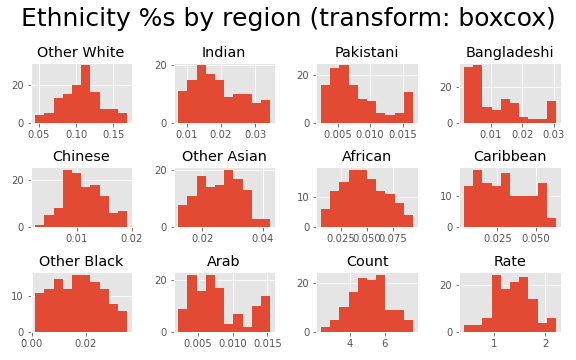 Ethnicity %s by region (transform: boxcox)
Other White Indian Pakistani Bangladeshi
20 20 20 20
0 0 0 0
0.05 0.10 0.15 0.01 0.02 0.03 0.005 0.010 0.015 0.01 0.02 0.03
Chinese Other Asian African Caribbean
20 20 10 10
0 0 0 0
0.01 0.02 0.02 0.04 0.025 0.050 0.075 0.025 0.050
Other Black Arab Count Rate
10 20 20 20
0 0 0 0
0.00 0.02 0.005 0.010 0.015 4 6 1 2